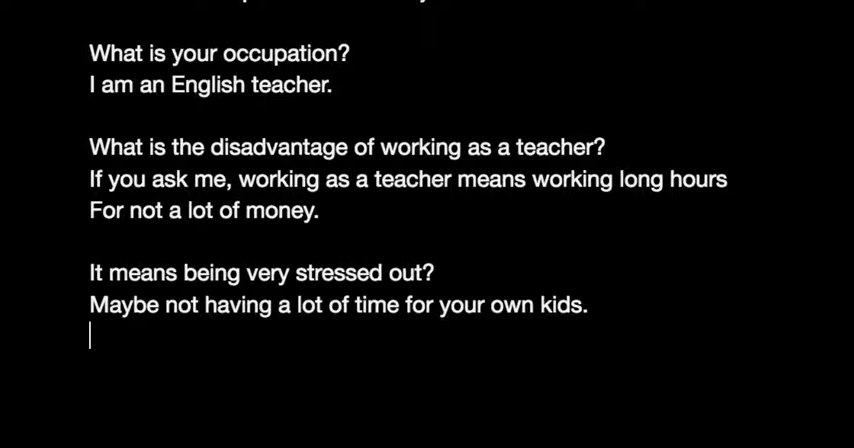 What is your occupation?
I am an English teacher.
What is the disadvantage of working as a teacher?
If you ask me, working as a teacher means working long hours
For not a lot of money.
It means being very stressed out?
Maybe not having a lot of time for your own kids.